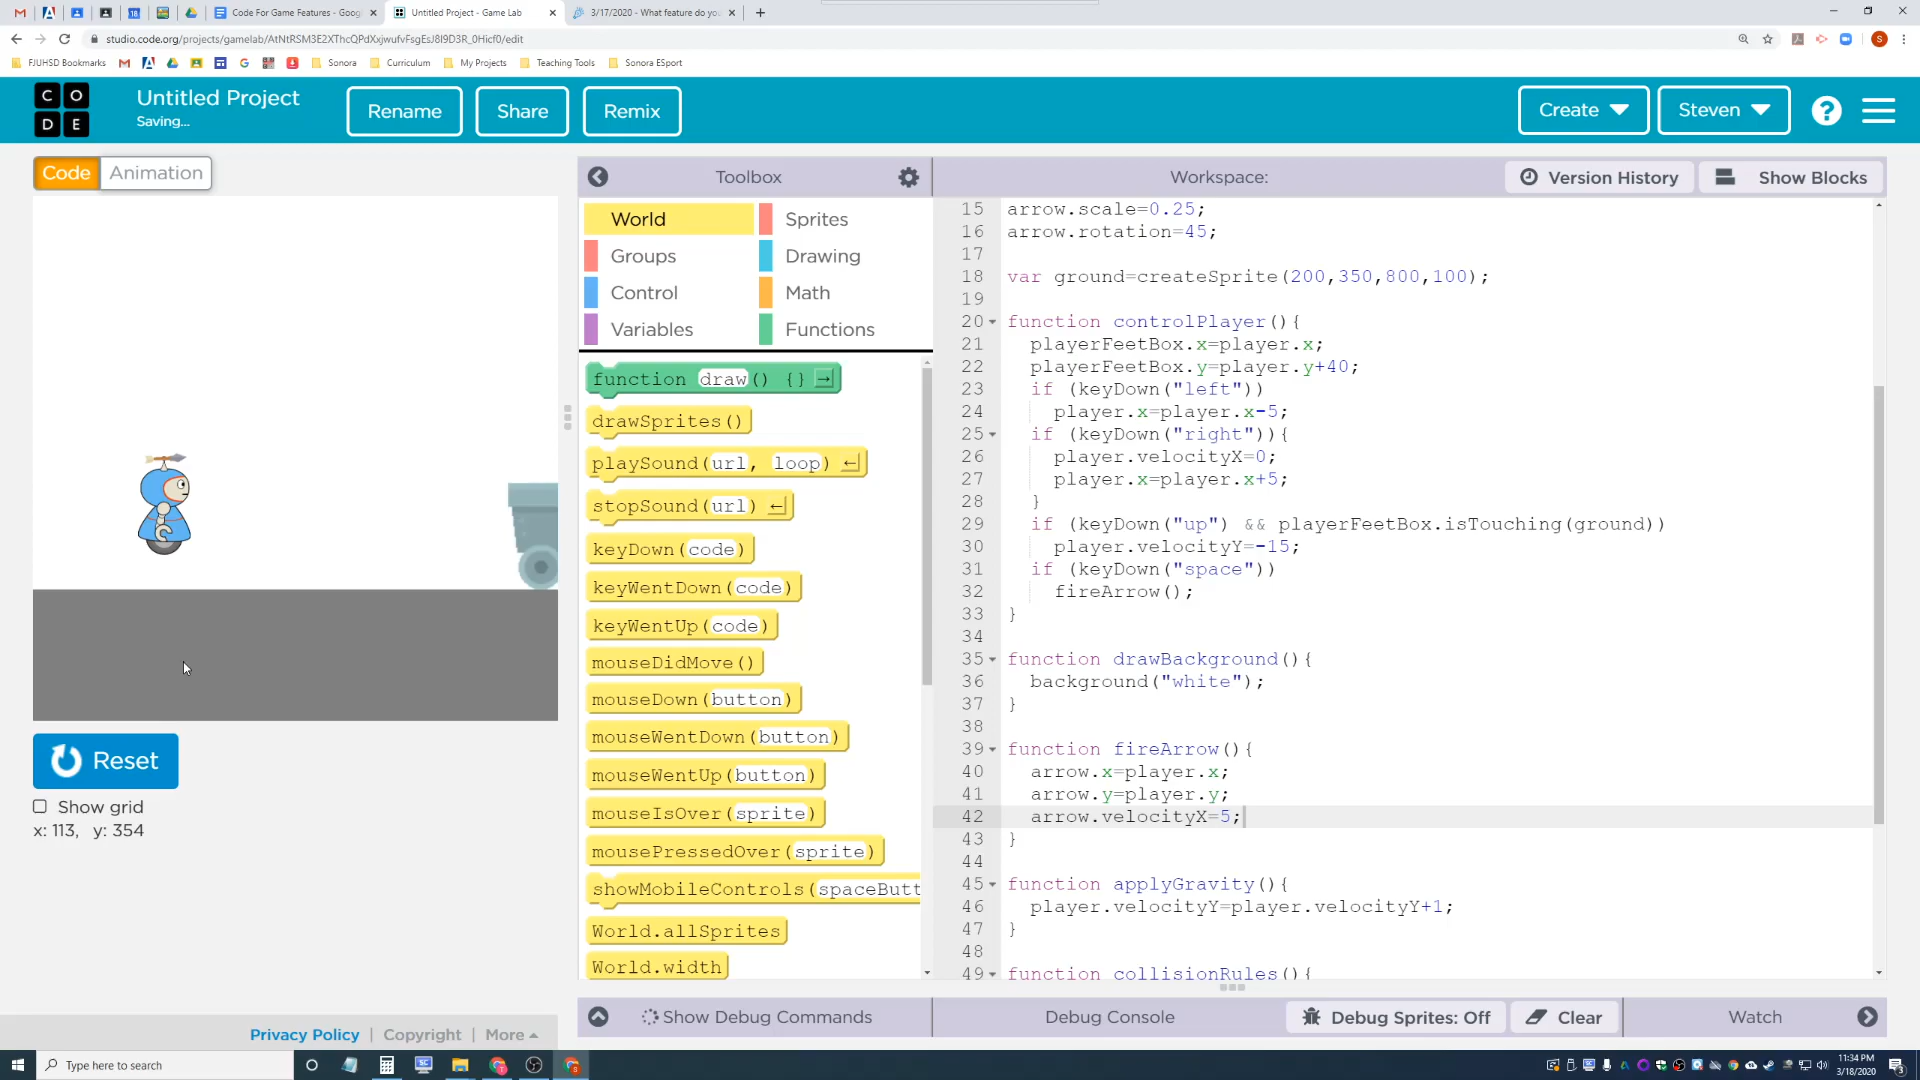 Code For Game Features - Goog
Untitled Project - Game Lab
3/17/2020 - What feature do you
studio.code.org/projects/gamelab/AtNtRSM3E2XThcQPdXxjwufvFsgEsJ8I9D3R_0Hicf0/edit
FJUHSD Bookmarks
Sonora
Curriculum
My Projects
Teaching Tools
Sonora ESport
CODE
Untitled Project
Saving...
Rename
Share
Remix
Create
Steven
?
Code
Animation
Toolbox
Workspace:
Version History
Show Blocks
World
Sprites
Groups
Drawing
Control
Math
Variables
Functions
function draw() {}
drawSprites()
playSound(url, loop)
stopSound(url)
keyDown(code)
keyWentDown(code)
keyWentUp(code)
mouseDidMove()
mouseDown(button)
mouseWentDown(button)
mouseWentUp(button)
mouseIsOver(sprite)
mousePressedOver(sprite)
showMobileControls(spaceButt
World.allSprites
World.width
15 arrow.scale=0.25;
16 arrow.rotation=45;
17
18 var ground=createSprite(200,350,800,100);
19
20 function controlPlayer(){
21 playerFeetBox.x=player.x;
22 playerFeetBox.y=player.y+40;
23 if (keyDown("left"))
24 player.x=player.x-5;
25 if (keyDown("right")){
26 player.velocityX=0;
27 player.x=player.x+5;
28 }
29 if (keyDown("up") && playerFeetBox.isTouching(ground))
30 player.velocityY=-15;
31 if (keyDown("space"))
32 fireArrow();
33 }
34
35 function drawBackground(){
36 background("white");
37 }
38
39 function fireArrow(){
40 arrow.x=player.x;
41 arrow.y=player.y;
42 arrow.velocityX=5;
43 }
44
45 function applyGravity(){
46 player.velocityY=player.velocityY+1;
47 }
48
49 function collisionRules(){
Reset
Show grid
x: 113, y: 354
Privacy Policy | Copyright | More
Show Debug Commands
Debug Console
Debug Sprites: Off
Clear
Watch
Type here to search
11:34 PM
3/18/2020